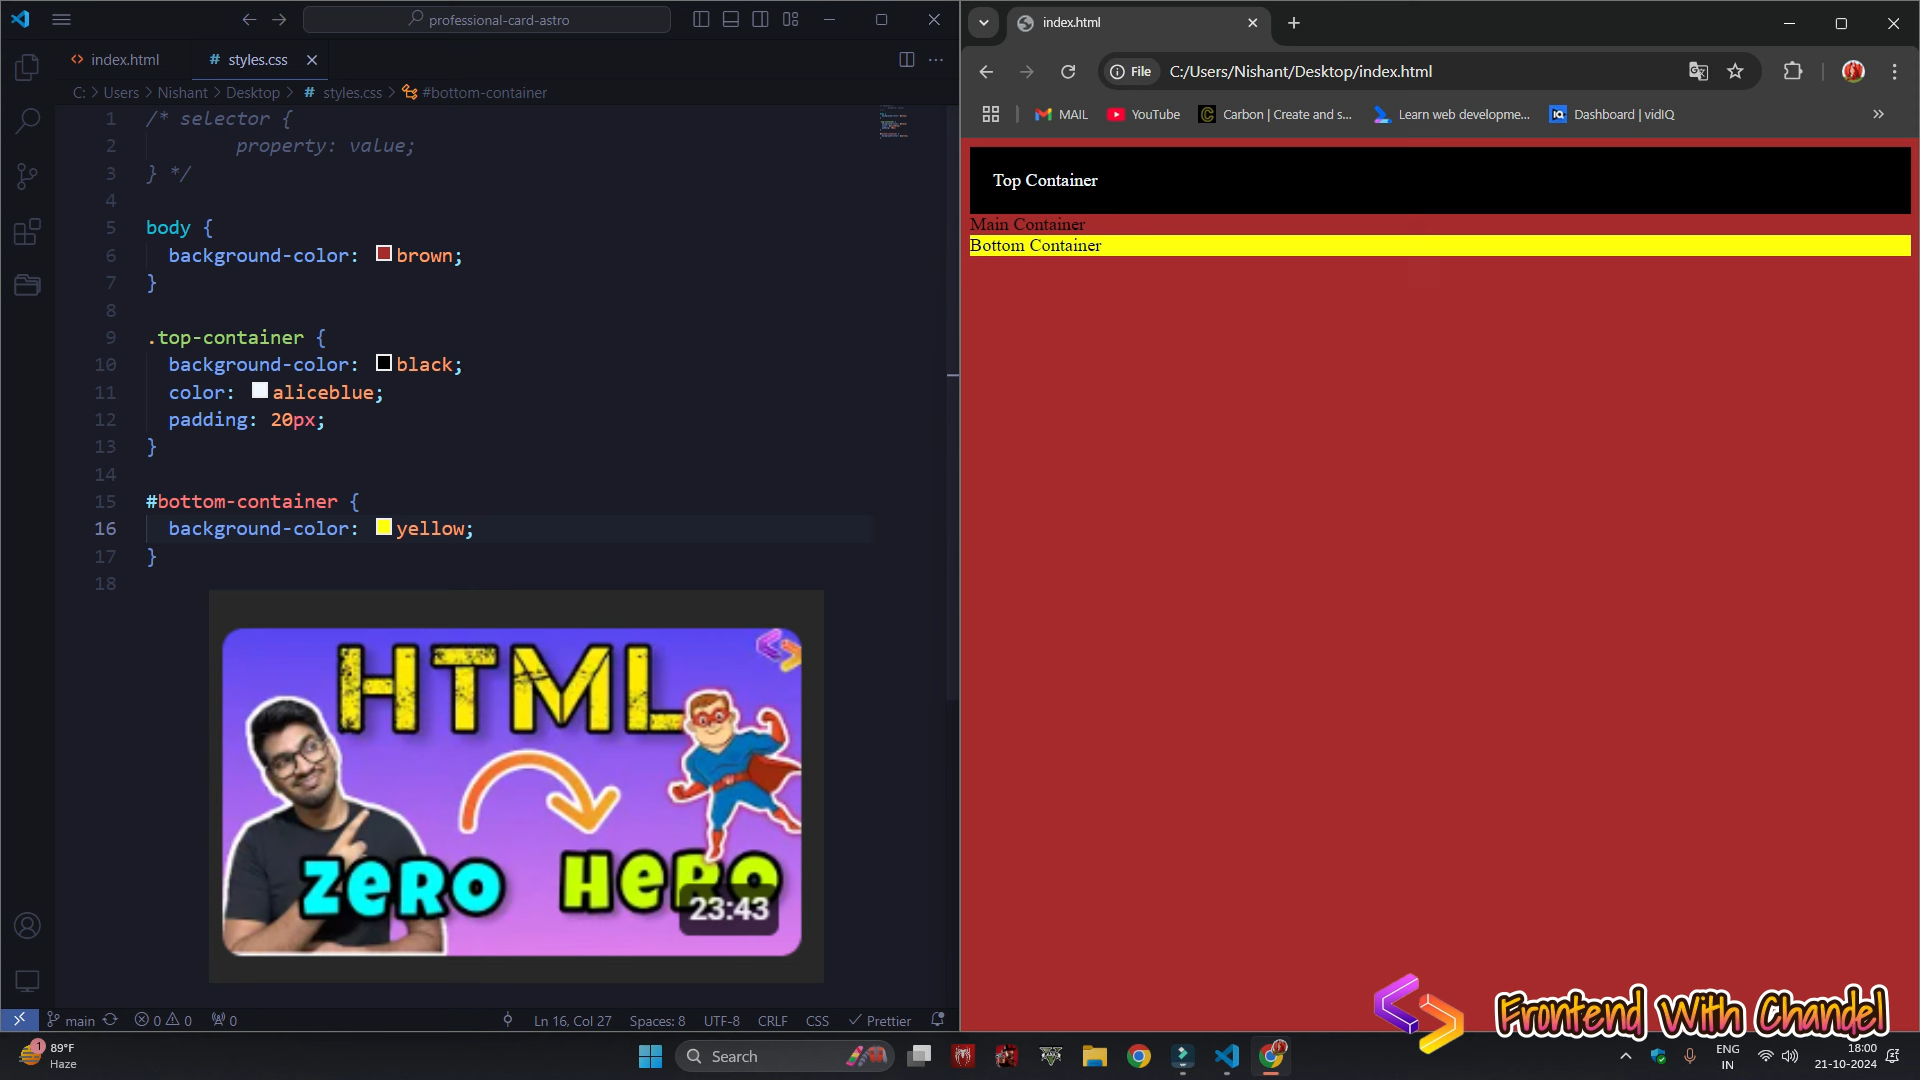 professional-card-astro
index.html
# styles.css
C: > Users > Nishant > Desktop > # styles.css > #bottom-container
1 /* selector {
2 property: value;
3 } */
4
5 body {
6 background-color: brown;
7 }
8
9 .top-container {
10 background-color: black;
11 color: aliceblue;
12 padding: 20px;
13 }
14
15 #bottom-container {
16 background-color: yellow;
17 }
18
HTML
ZERO HERO
23:43
main 0 0 0 Ln 16, Col 27 Spaces: 8 UTF-8 CRLF CSS Prettier
index.html
File C:/Users/Nishant/Desktop/index.html
MAIL YouTube Carbon | Create and s... Learn web developme... Dashboard | vidIQ
Top Container
Main Container
Bottom Container
Frontend With Chandel
1
89°F
Haze
Search
ENG
IN
18:00
21-10-2024